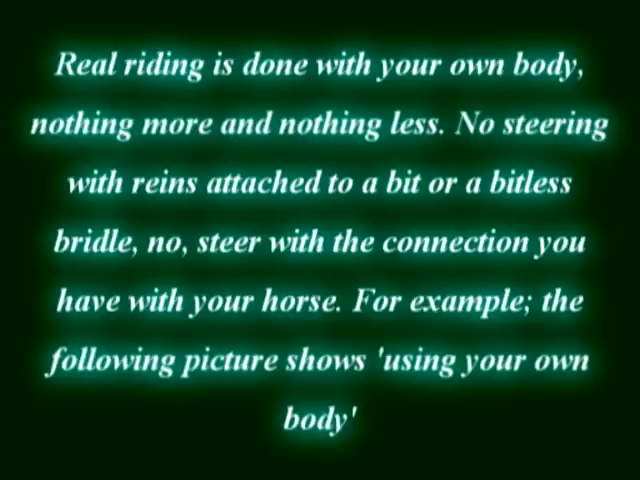 Real riding is done with your own body,
nothing more and nothing less. No steering
with reins attached to a bit or a bitless
bridle, no, steer with the connection you
have with your horse. For example; the
following picture shows 'using your own
body'